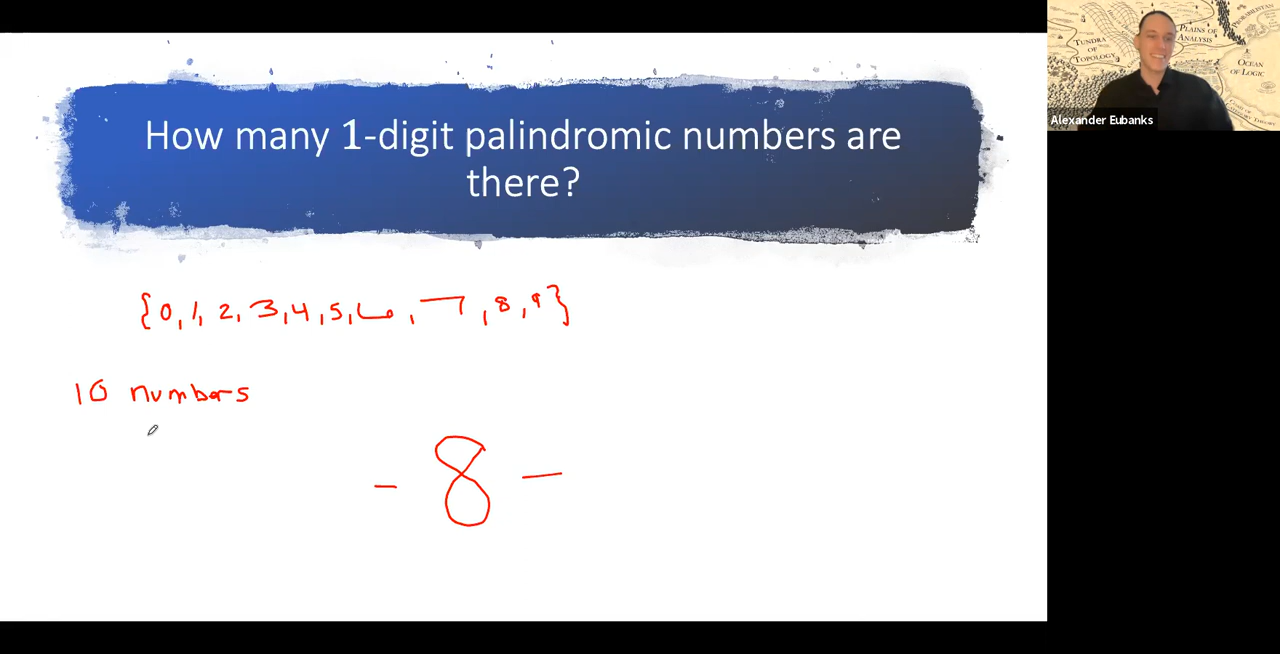 How many 1-digit palindromic numbers are
there?
{0, 1, 2, 3, 4, 5, 6, 7, 8, 9}
10 numbers
- 8 -
TUNDRA
OF
TOPOLOGY
PLAINS OF
ANALYSIS
PROBABILISTAN
OCEAN
OF LOGIC
Alexander Eubanks